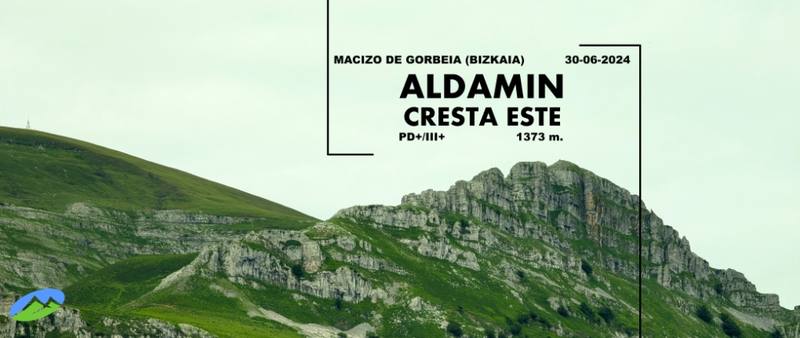 MACIZO DE GORBEIA (BIZKAIA) 30-06-2024
ALDAMIN
CRESTA ESTE
PD+/III+ 1373 m.